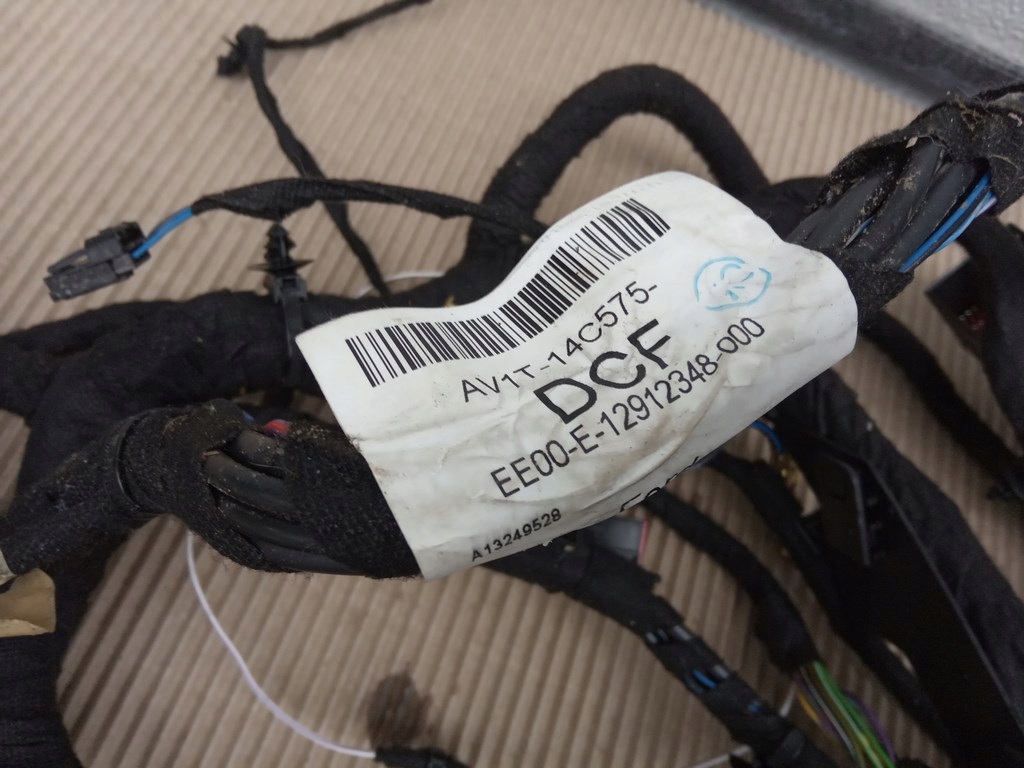 AV1T-14C575-
DCF
EE00-E-12912348-000
A13249528